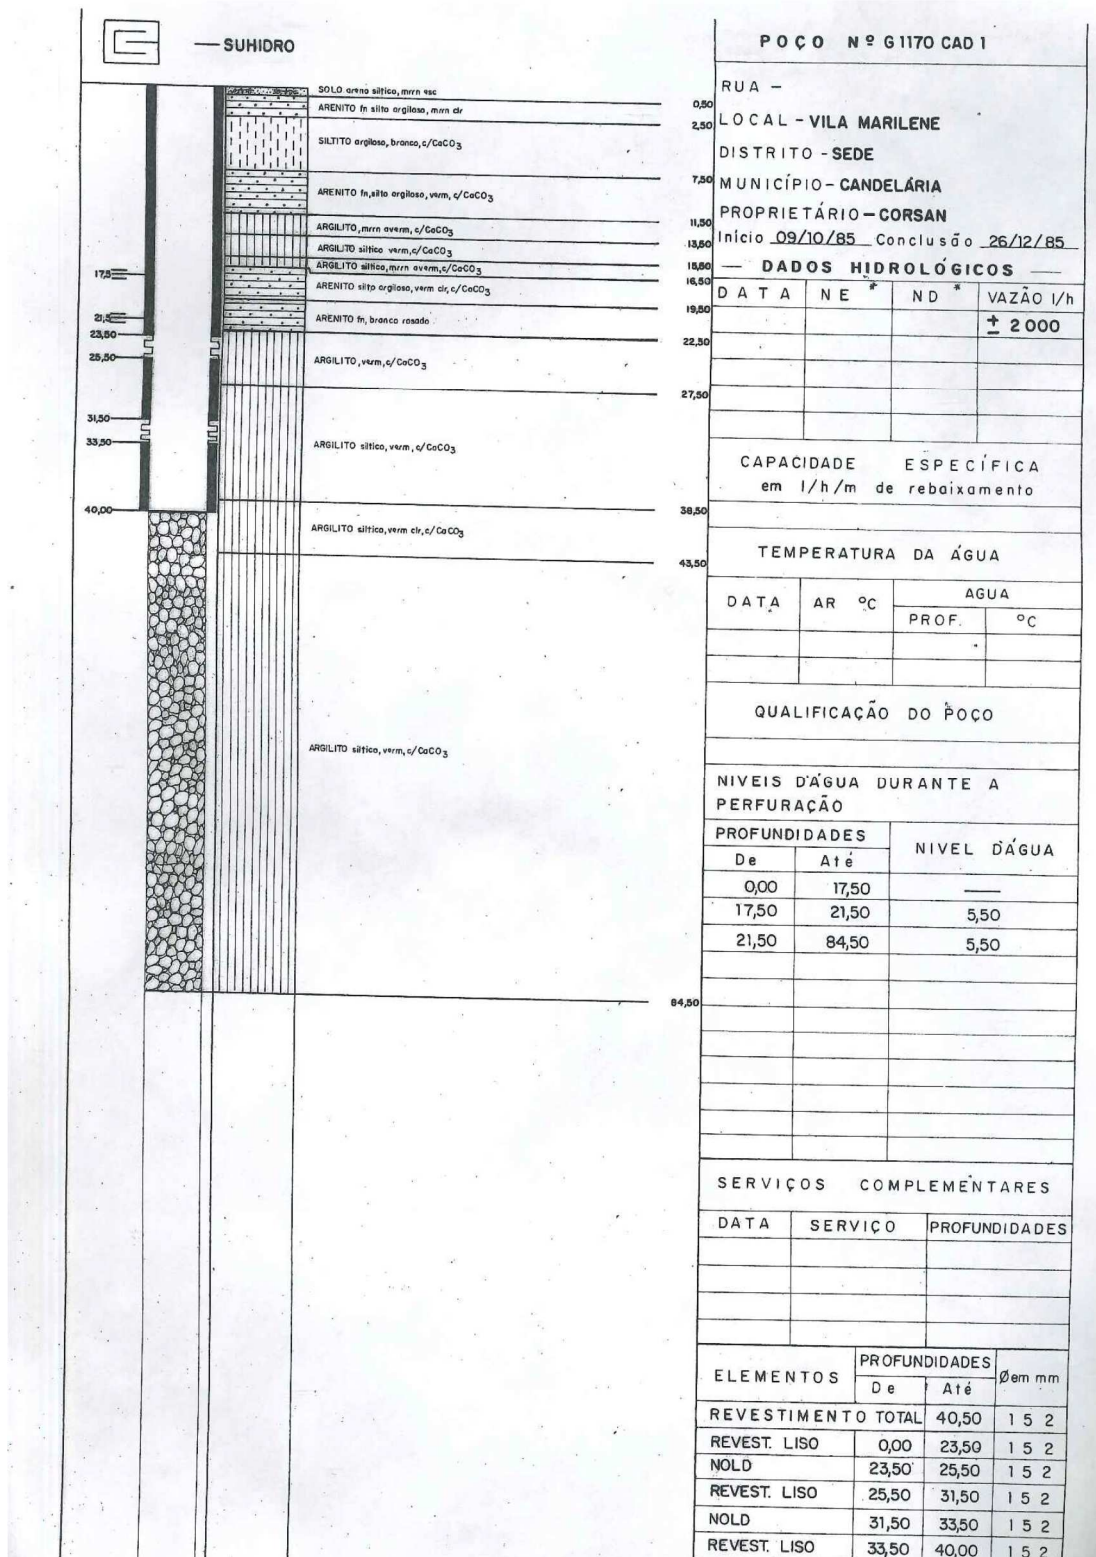 — SUHIDRO
SOLO areno síltico, mrrn esc
0,50
ARENITO fn silto argiloso, mrrn clr
2,50
SILTITO argiloso, branco, c/CaCO3
7,50
ARENITO fn, silto argiloso, verm, c/CaCO3
11,50
ARGILITO, mrrn averm, c/CaCO3
13,50
ARGILITO síltico verm, c/CaCO3
15,50
ARGILITO síltico, mrrn averm, c/CaCO3
16,50
ARENITO silto argiloso, verm clr, c/CaCO3
19,50
ARENITO fn, branco rosado
22,50
ARGILITO, verm, c/CaCO3
27,50
ARGILITO síltico, verm, c/CaCO3
38,50
ARGILITO síltico, verm clr, c/CaCO3
43,50
ARGILITO síltico, verm, c/CaCO3
84,50
17,5
21,5
23,50
25,50
31,50
33,50
40,00
POÇO Nº G 1170 CAD 1
RUA –
LOCAL – VILA MARILENE
DISTRITO – SEDE
MUNICÍPIO – CANDELÁRIA
PROPRIETÁRIO – CORSAN
Início 09/10/85 Conclusão 26/12/85
— DADOS HIDROLÓGICOS —
DATA NE * ND * VAZÃO l/h
± 2000
CAPACIDADE ESPECÍFICA
em l/h/m de rebaixamento
TEMPERATURA DA ÁGUA
DATA AR ºC AGUA
PROF. ºC
QUALIFICAÇÃO DO POÇO
NIVEIS D'ÁGUA DURANTE A
PERFURAÇÃO
PROFUNDIDADES NIVEL D'ÁGUA
De Até
0,00 17,50 —
17,50 21,50 5,50
21,50 84,50 5,50
SERVIÇOS COMPLEMENTARES
DATA SERVIÇO PROFUNDIDADES
ELEMENTOS PROFUNDIDADES Ø em mm
De Até
REVESTIMENTO TOTAL 40,50 152
REVEST. LISO 0,00 23,50 152
NOLD 23,50 25,50 152
REVEST. LISO 25,50 31,50 152
NOLD 31,50 33,50 152
REVEST. LISO 33,50 40,00 152